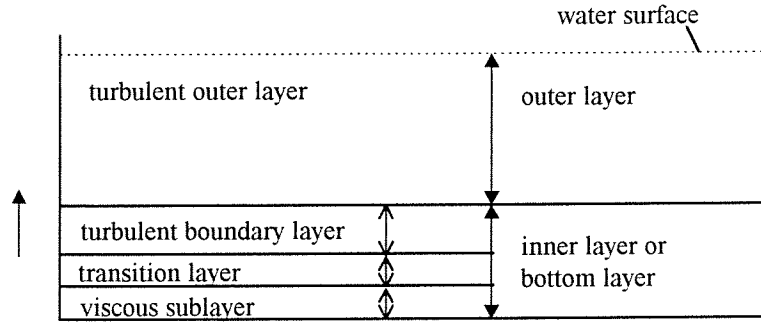 water surface
turbulent outer layer
outer layer
turbulent boundary layer
inner layer or
bottom layer
transition layer
viscous sublayer